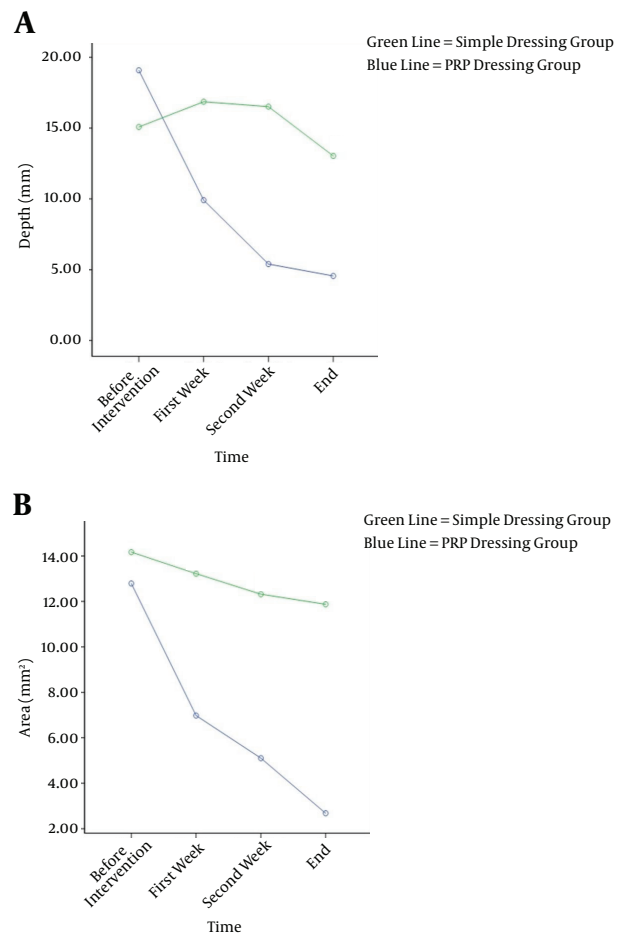 A
Green Line = Simple Dressing Group
Blue Line = PRP Dressing Group
20.00
15.00
10.00
5.00
0.00
Depth (mm)
Before
Intervention
First Week
Second Week
End
Time
B
Green Line = Simple Dressing Group
Blue Line = PRP Dressing Group
14.00
12.00
10.00
8.00
6.00
4.00
2.00
Area (mm²)
Before
Intervention
First Week
Second Week
End
Time